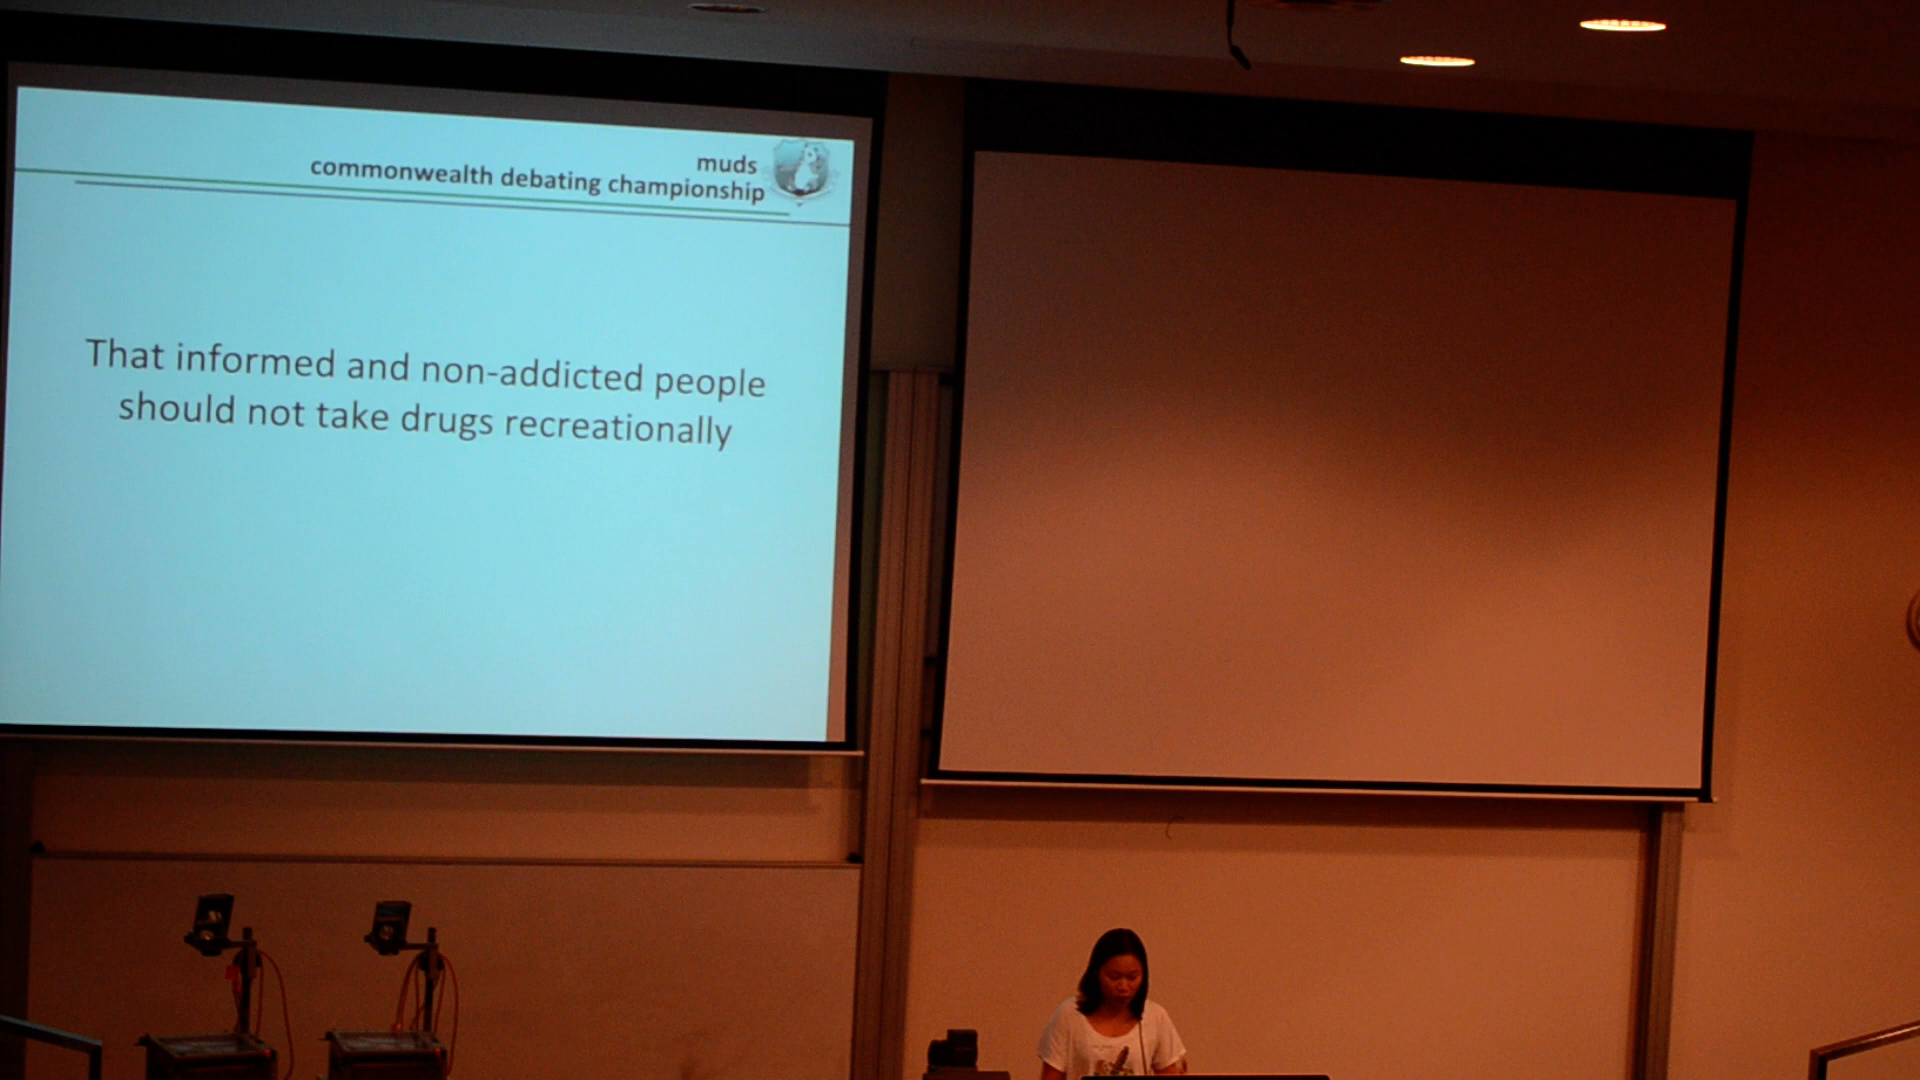 muds
commonwealth debating championship
That informed and non-addicted people
should not take drugs recreationally